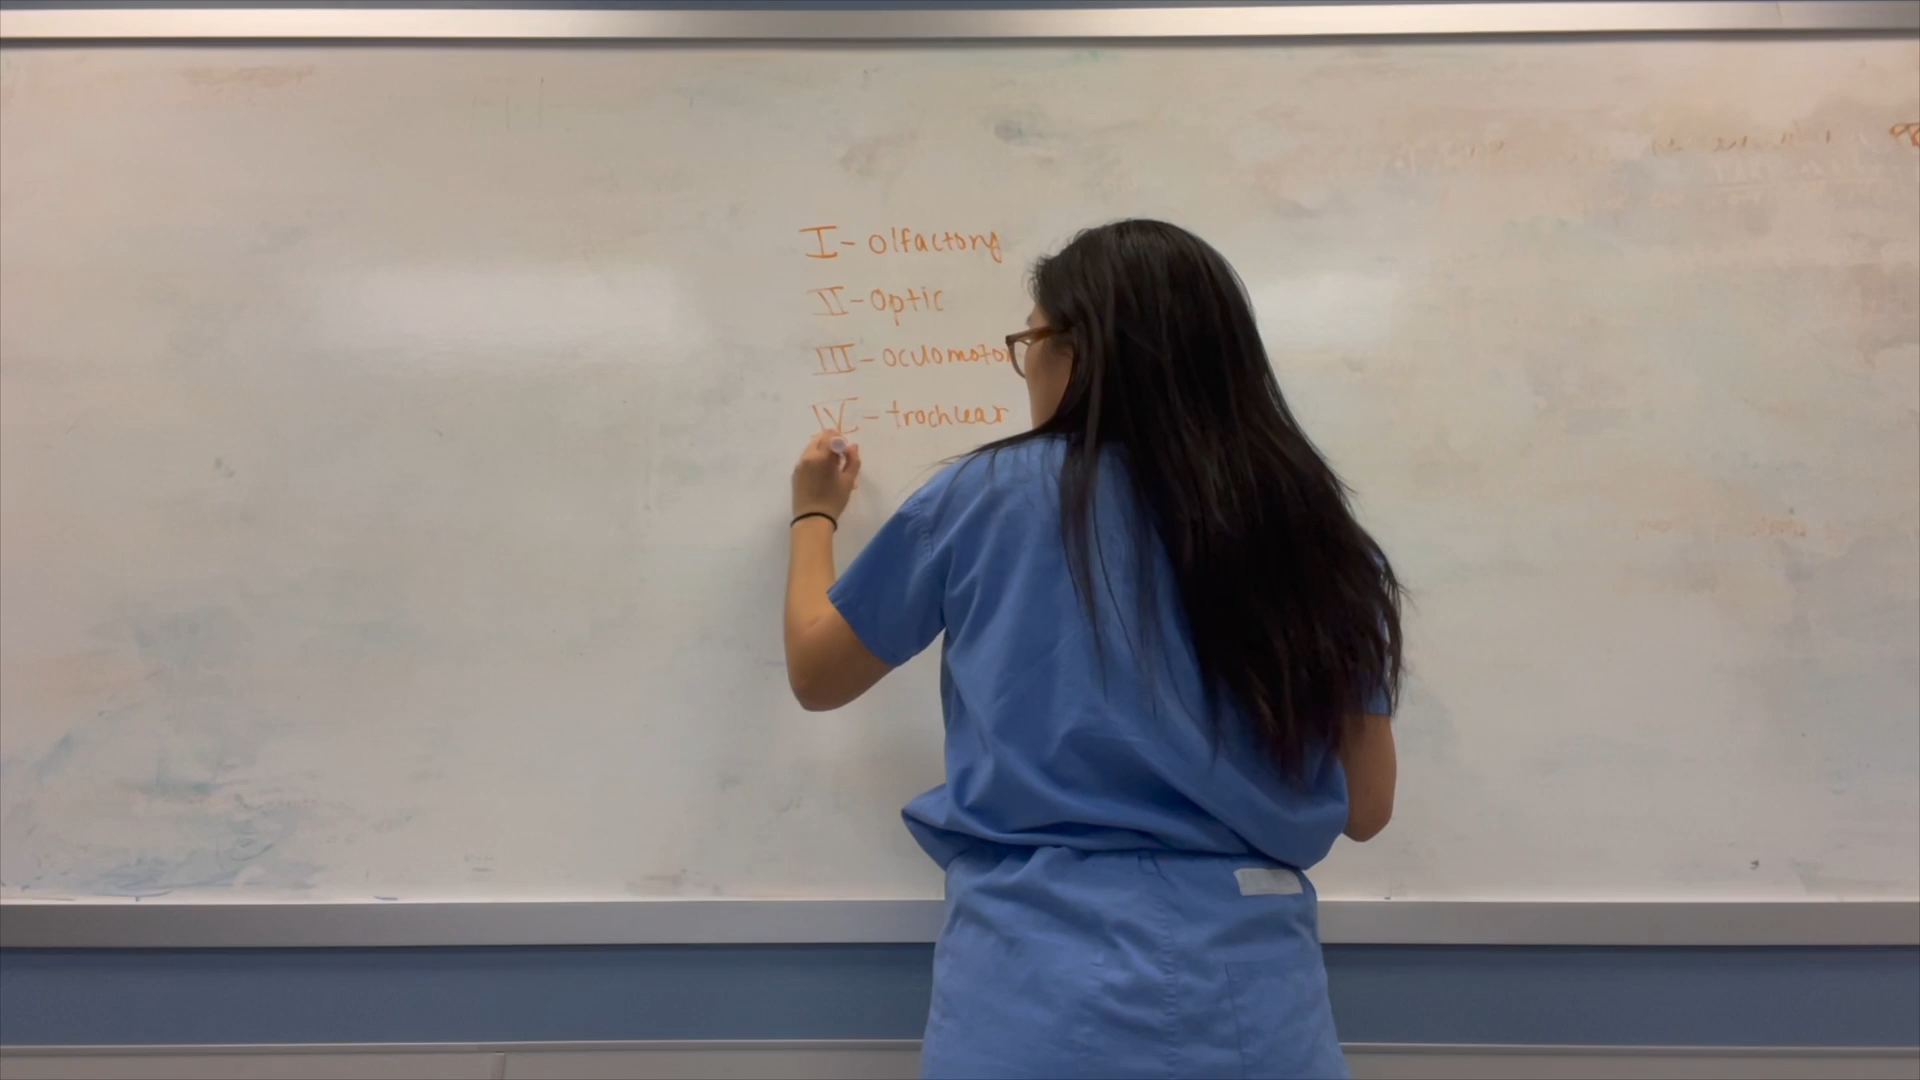 I - olfactory
II - Optic
III - oculomotor
IV - trochlear